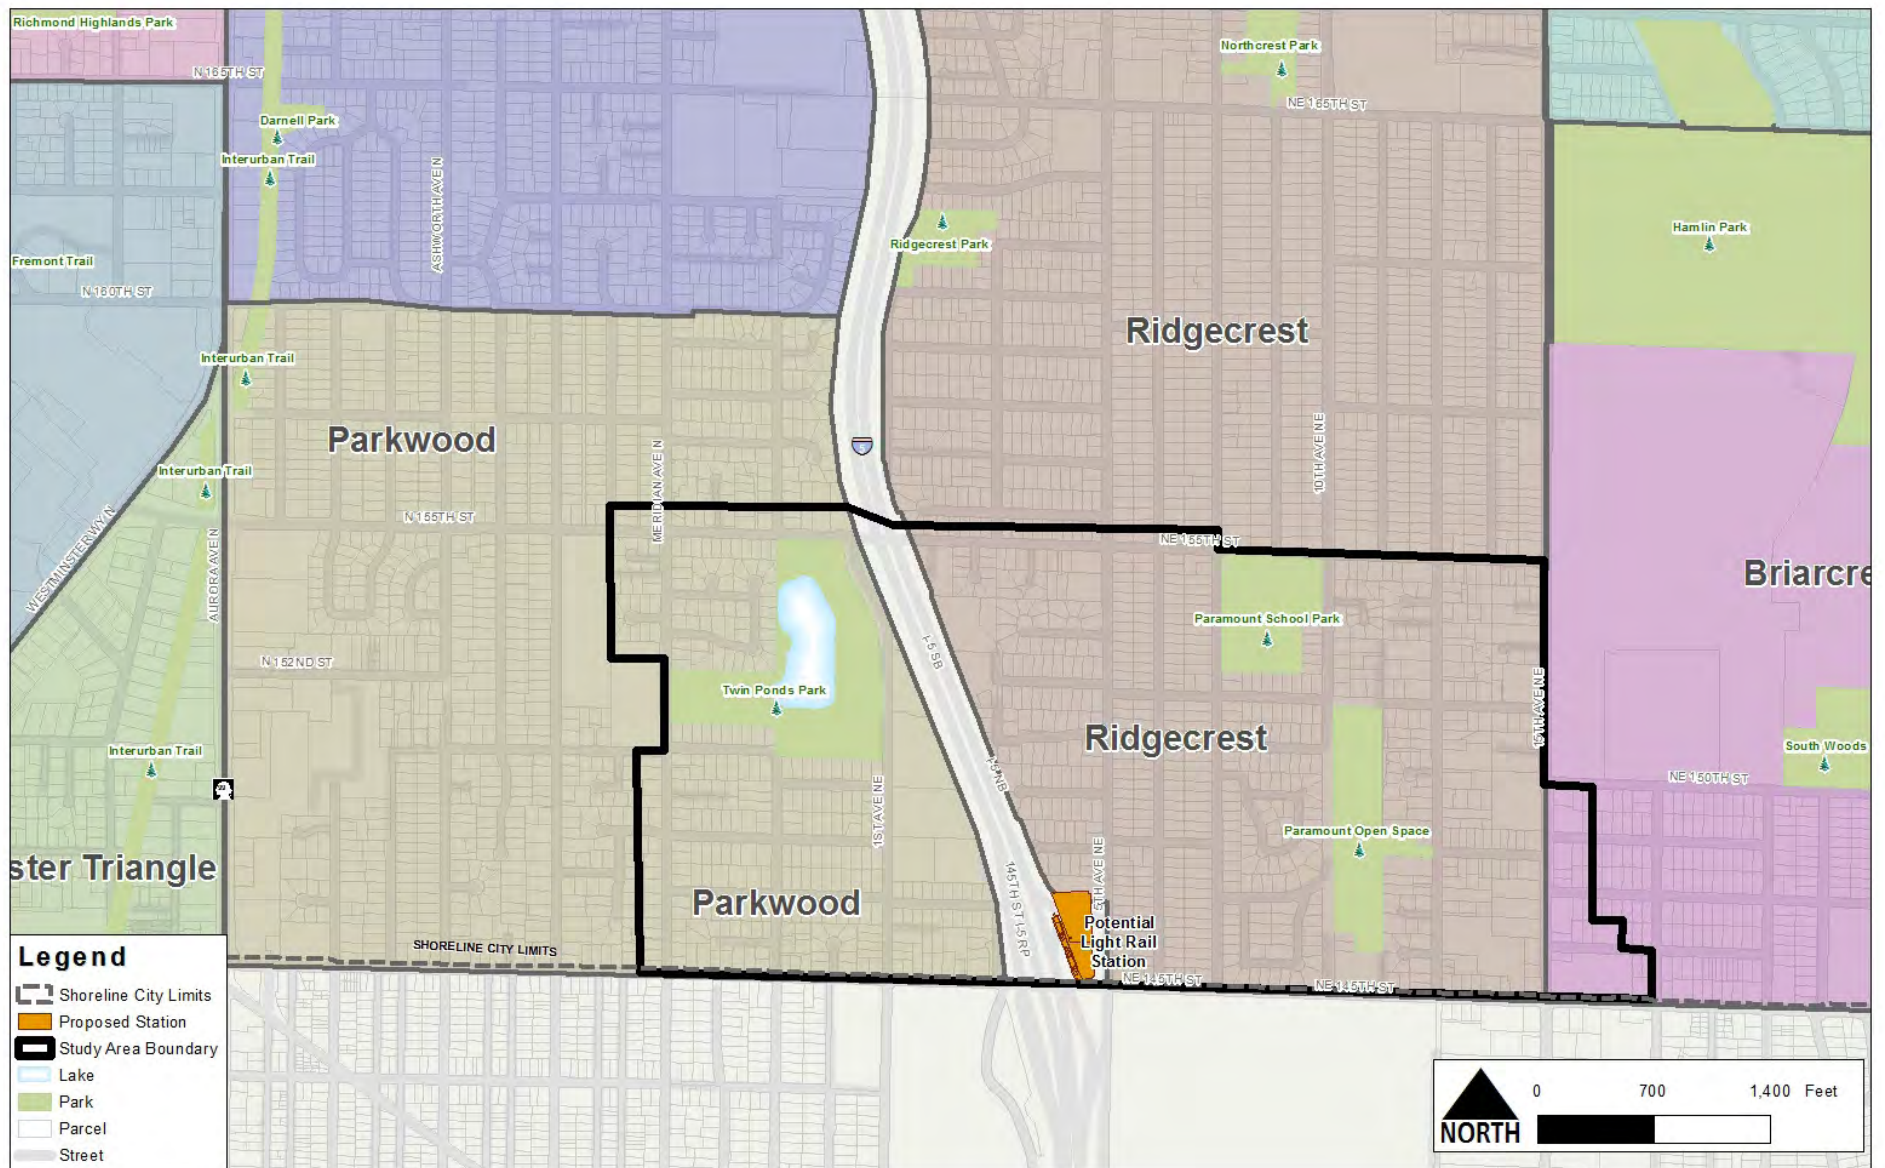 Richmond Highlands Park
N 165TH ST
Northcrest Park
NE 165TH ST
Darnell Park
Interurban Trail
ASHWORTH AVE N
Ridgecrest Park
Hamlin Park
Fremont Trail
N 160TH ST
Ridgecrest
Interurban Trail
Parkwood
10TH AVE NE
5
MERIDIAN AVE N
Interurban Trail
N 155TH ST
WESTMINSTER WY N
AURORA AVE N
NE 155TH ST
Briarcre
Paramount School Park
I-5 SB
N 152ND ST
Twin Ponds Park
15TH AVE NE
Ridgecrest
Interurban Trail
South Woods
I-5 NB
NE 150TH ST
1ST AVE NE
Paramount Open Space
5TH AVE NE
ster Triangle
145TH ST I-5 RP
Parkwood
Potential
Light Rail
Station
SHORELINE CITY LIMITS
NE 145TH ST
NE 145TH ST
Legend
Shoreline City Limits
Proposed Station
Study Area Boundary
Lake
Park
Parcel
Street
0 700 1,400 Feet
NORTH